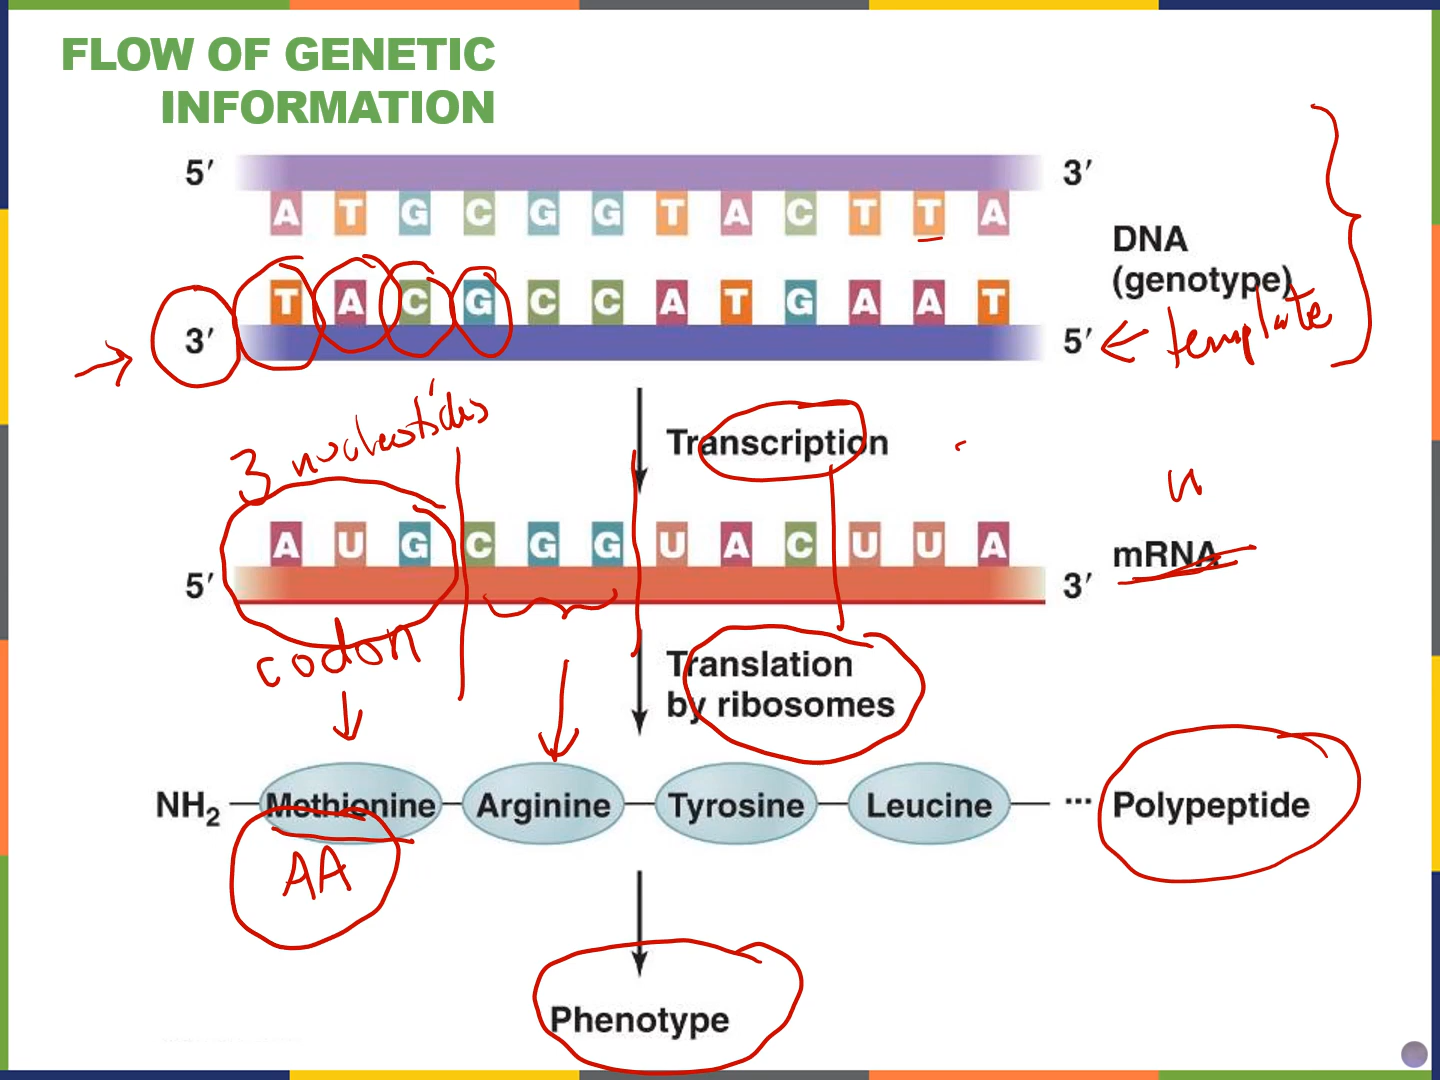 FLOW OF GENETIC
INFORMATION
5′ 3′
A T G C G G T A C T T A
DNA
(genotype)
T A C G C C A T G A A T
3′ 5′ ← template
3 nucleotides
Transcription
u
A U G C G G U A C U U A
mRNA
5′ 3′
codon
Translation
by ribosomes
NH2 Methionine Arginine Tyrosine Leucine ... Polypeptide
AA
Phenotype